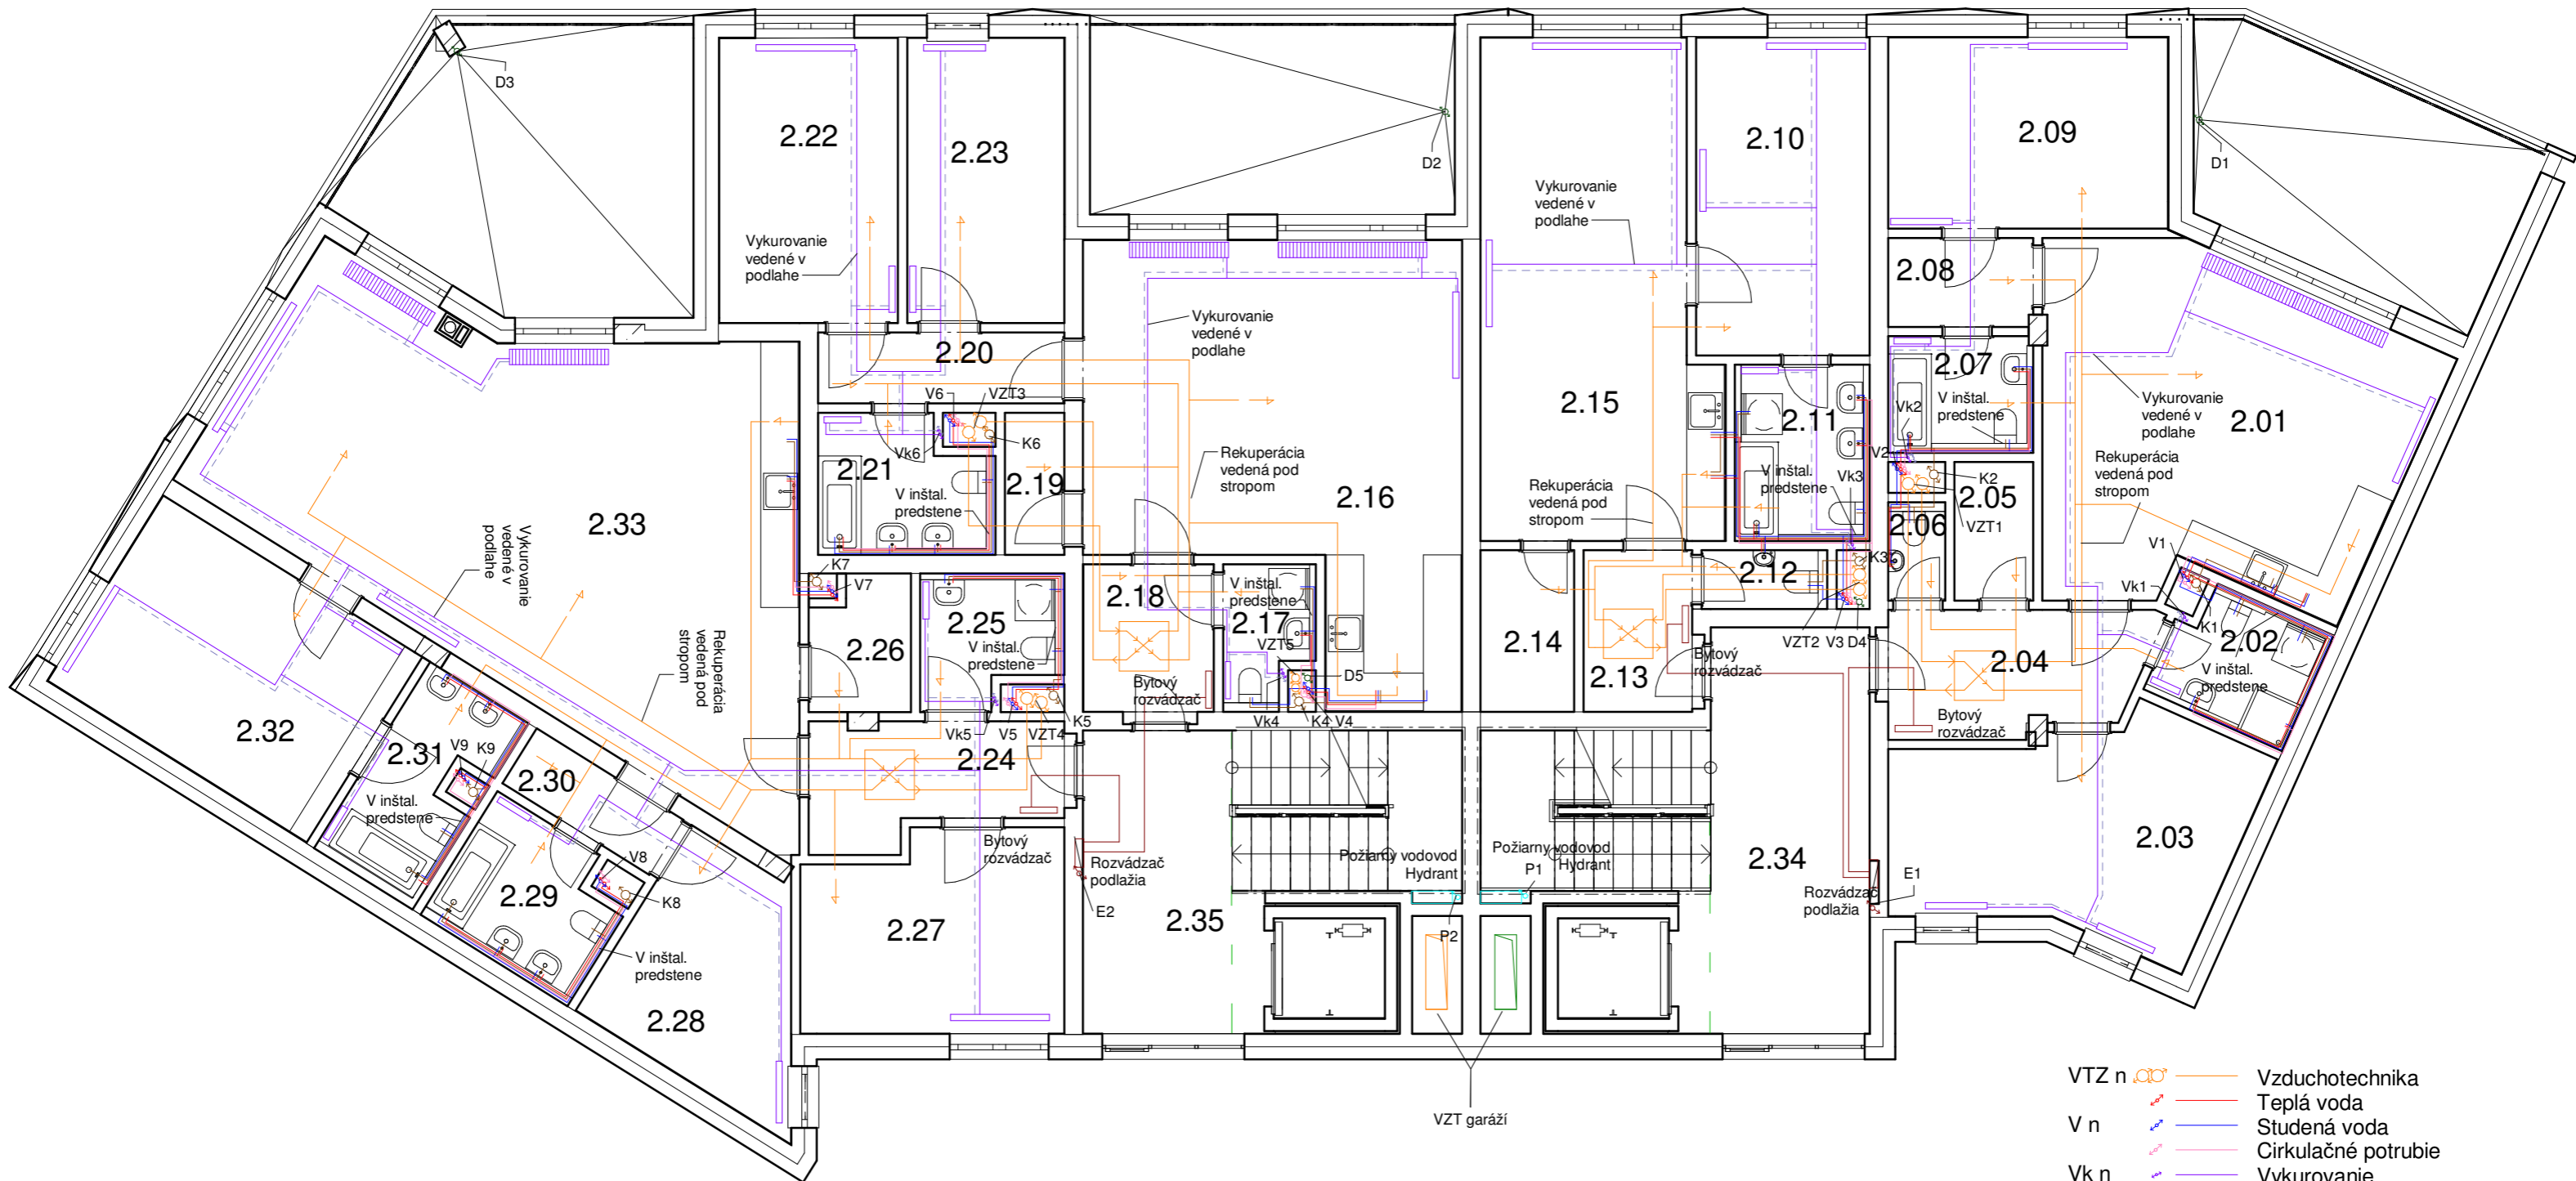 D3
2.22
2.23
D2
2.10
2.09
D1
Vykurovanie
vedené v
podlahe
Vykurovanie
vedené v
podlahe
2.08
Vykurovanie
vedené v
podlahe
2.20
2.07
V inštal.
predstene
Vk2
Vykurovanie
vedené v
podlahe
2.01
V6
VZT3
K6
Vk6
2.21
V inštal.
predstene
2.19
Rekuperácia
vedená pod
stropom
2.16
2.15
Rekuperácia
vedená pod
stropom
2.11
V inštal.
predstene
Vk3
V2
K2
2.05
VZT1
2.06
Rekuperácia
vedená pod
stropom
2.33
Vykurovanie
vedené v
podlahe
K7
V7
2.18
V inštal.
predstene
2.17
VZT5
2.12
K3
V1
Vk1
K1
2.02
V inštal.
predstene
2.25
V inštal.
predstene
2.26
Rekuperácia
vedená pod
stropom
2.14
2.13
VZT2
V3
D4
Bytový
rozvádzač
2.04
Bytový
rozvádzač
D5
Bytový
rozvádzač
Vk4
K4
V4
K5
Vk5
V5
VZT4
2.24
2.32
2.31
V9
K9
V inštal.
predstene
2.30
2.03
Bytový
rozvádzač
Rozvádzač
podlažia
E2
Požiarny vodovod
Hydrant
P2
Požiarny vodovod
Hydrant
P1
2.34
Rozvádzač
podlažia
E1
V8
K8
2.29
V inštal.
predstene
2.27
2.35
2.28
VZT garáží
VTZ n
Vzduchotechnika
Teplá voda
V n
Studená voda
Cirkulačné potrubie
Vk n
Vykurovanie